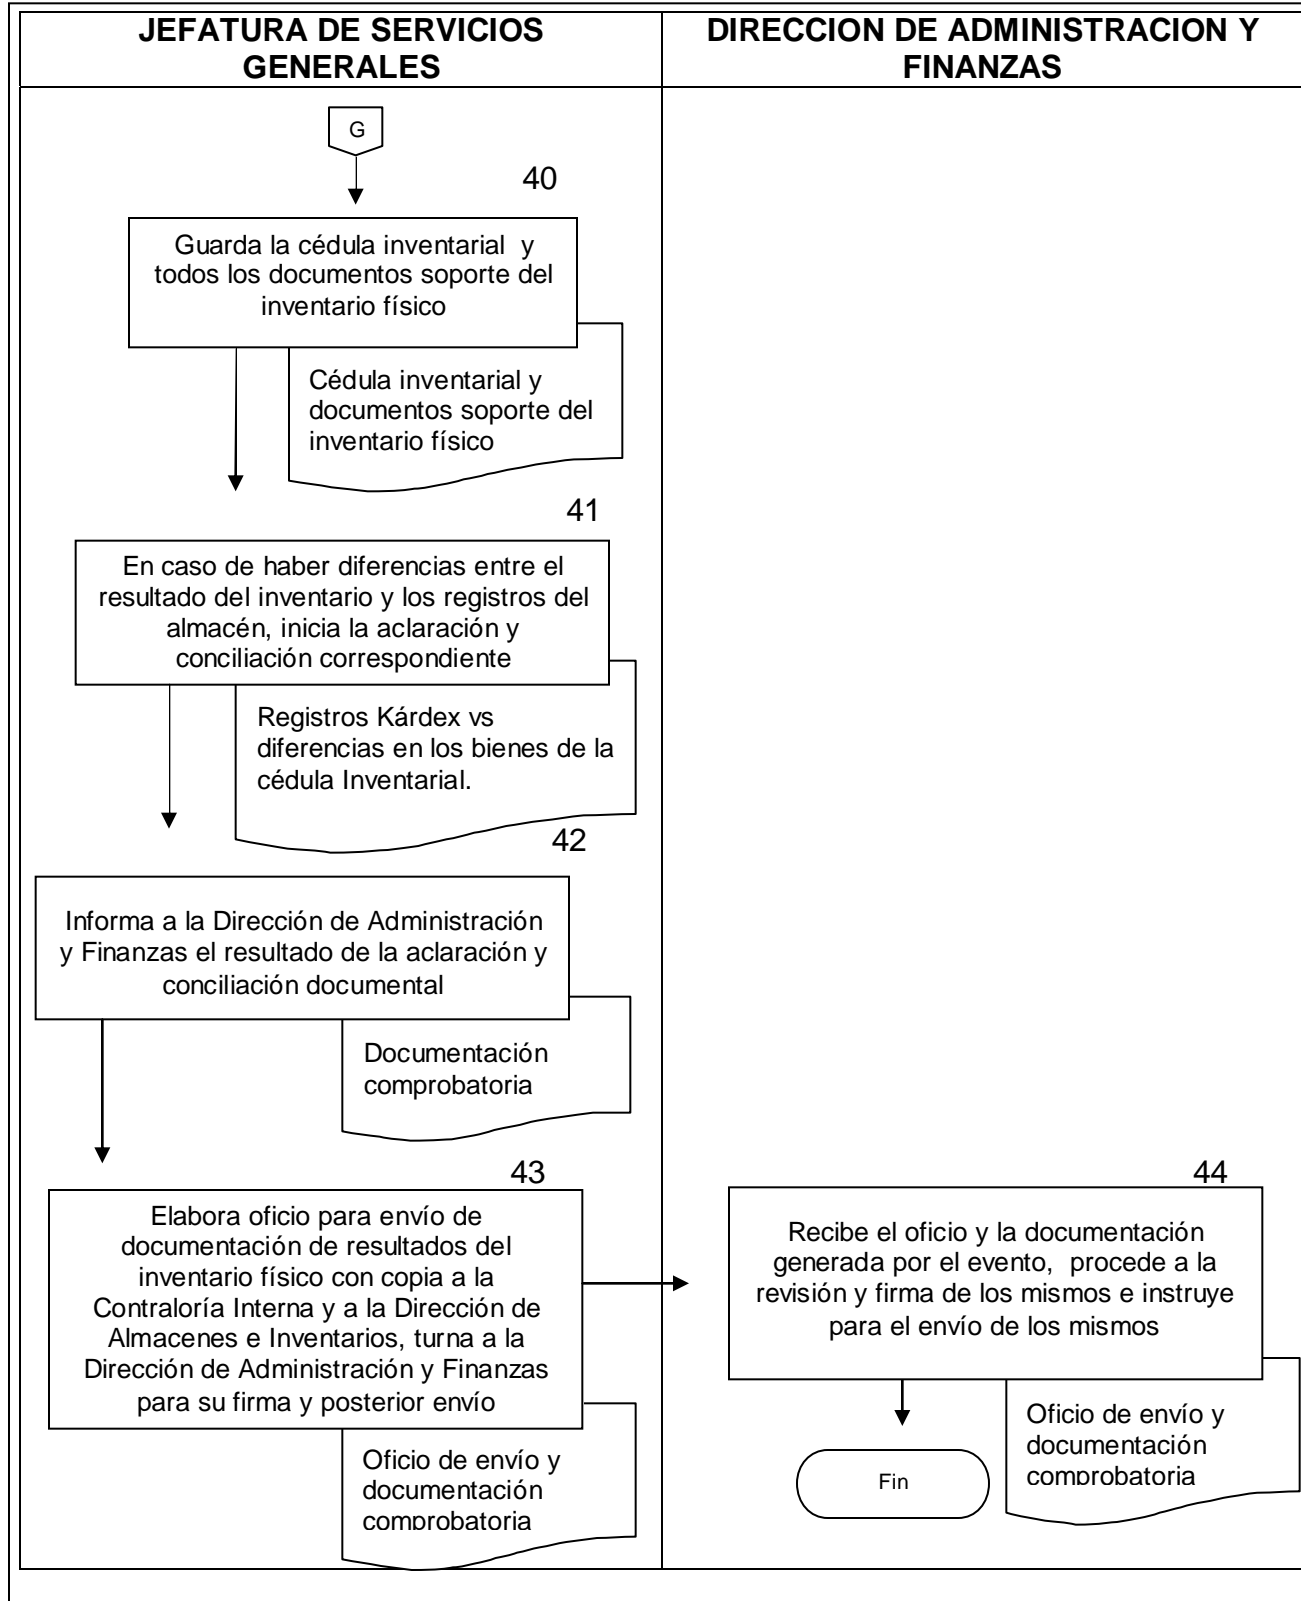 JEFATURA DE SERVICIOS
GENERALES
DIRECCION DE ADMINISTRACION Y
FINANZAS
G
40
Guarda la cédula inventarial y
todos los documentos soporte del
inventario físico
Cédula inventarial y
documentos soporte del
inventario físico
41
En caso de haber diferencias entre el
resultado del inventario y los registros del
almacén, inicia la aclaración y
conciliación correspondiente
Registros Kárdex vs
diferencias en los bienes de la
cédula Inventarial.
42
Informa a la Dirección de Administración
y Finanzas el resultado de la aclaración y
conciliación documental
Documentación
comprobatoria
43
Elabora oficio para envío de
documentación de resultados del
inventario físico con copia a la
Contraloría Interna y a la Dirección de
Almacenes e Inventarios, turna a la
Dirección de Administración y Finanzas
para su firma y posterior envío
Oficio de envío y
documentación
comprobatoria
44
Recibe el oficio y la documentación
generada por el evento, procede a la
revisión y firma de los mismos e instruye
para el envío de los mismos
Oficio de envío y
documentación
comprobatoria
Fin